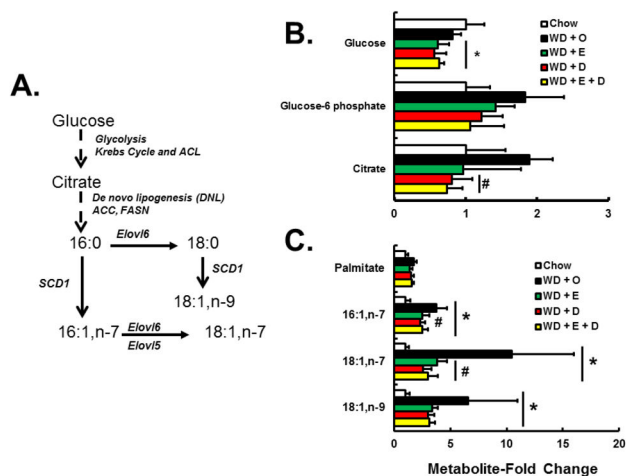 A.
Glucose
Glycolysis
Krebs Cycle and ACL
Citrate
De novo lipogenesis (DNL)
ACC, FASN
16:0
Elovl6
18:0
SCD1
SCD1
18:1,n-9
16:1,n-7
Elovl6
Elovl5
18:1,n-7
B.
Glucose
Glucose-6 phosphate
Citrate
*
#
Chow
WD + O
WD + E
WD + D
WD + E + D
0
1
2
3
C.
Palmitate
16:1,n-7
18:1,n-7
18:1,n-9
# *
# *
*
Chow
WD + O
WD + E
WD + D
WD + E + D
0
5
10
15
20
Metabolite-Fold Change